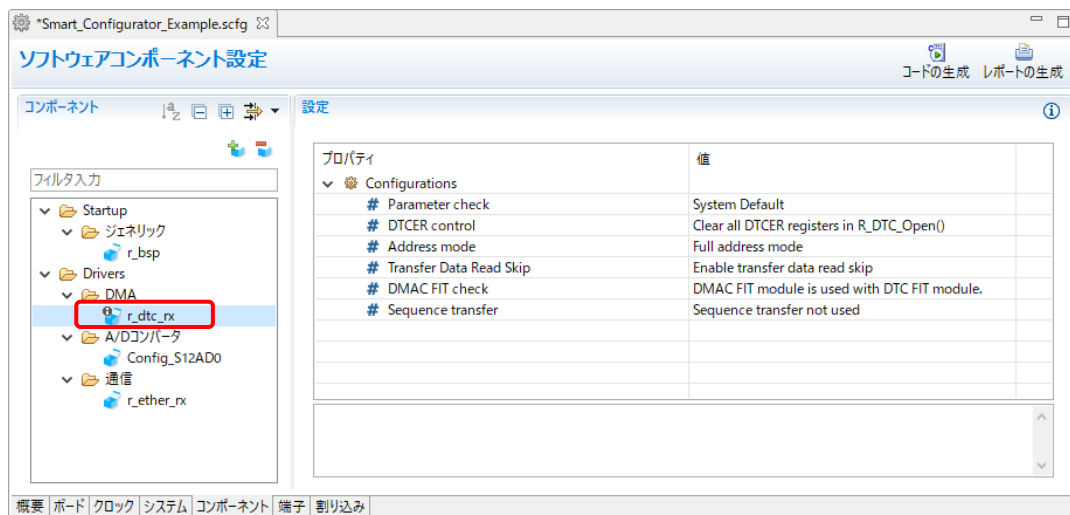 *Smart_Configurator_Example.scfg
ソフトウェアコンポーネント設定
コードの生成 レポートの生成
コンポーネント
フィルタ入力
Startup
ジェネリック
r_bsp
Drivers
DMA
r_dtc_rx
A/Dコンバータ
Config_S12AD0
通信
r_ether_rx
設定
プロパティ 値
Configurations
# Parameter check System Default
# DTCER control Clear all DTCER registers in R_DTC_Open()
# Address mode Full address mode
# Transfer Data Read Skip Enable transfer data read skip
# DMAC FIT check DMAC FIT module is used with DTC FIT module.
# Sequence transfer Sequence transfer not used
概要 ボード クロック システム コンポーネント 端子 割り込み